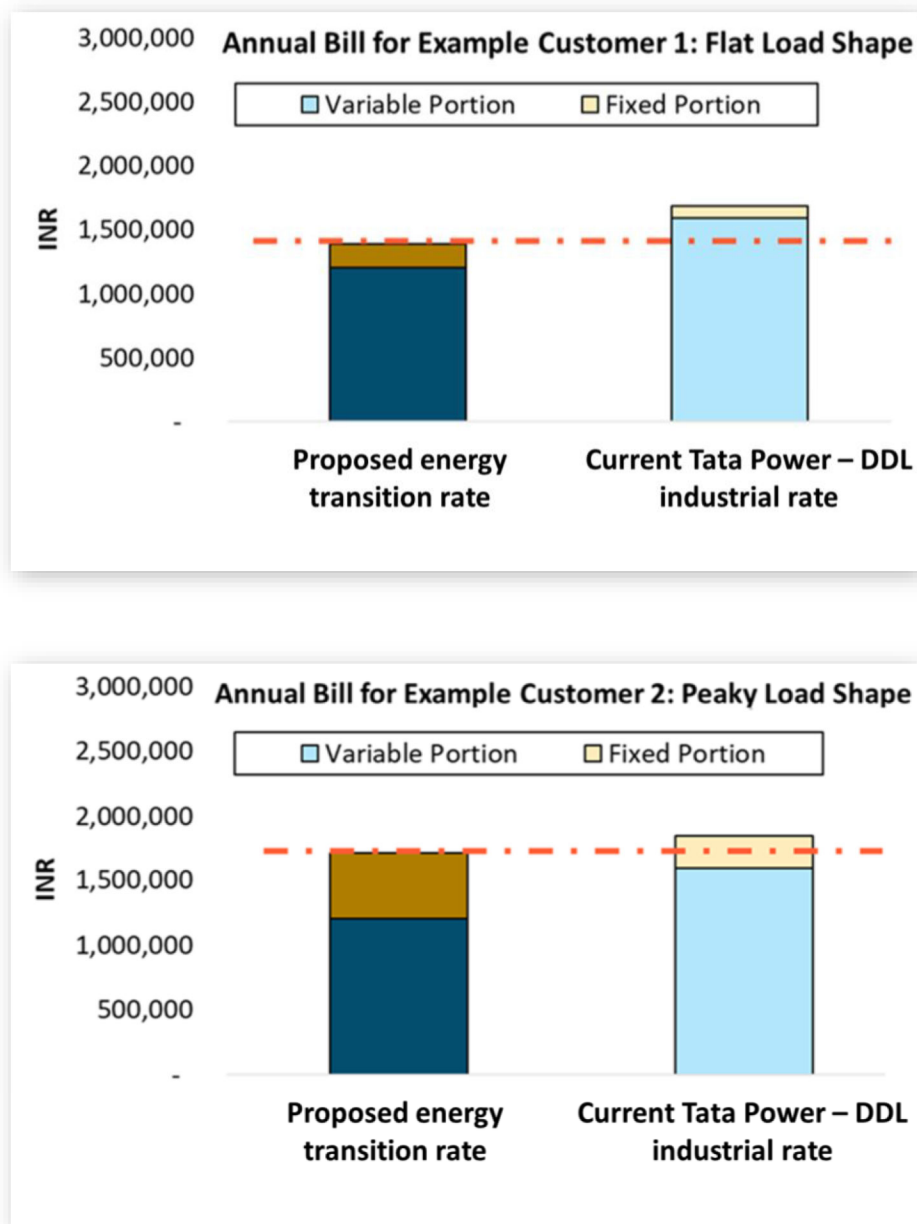 Annual Bill for Example Customer 1: Flat Load Shape
3,000,000
2,500,000
2,000,000
1,500,000
1,000,000
500,000
-
INR
Variable Portion Fixed Portion
Proposed energy
transition rate
Current Tata Power – DDL
industrial rate
Annual Bill for Example Customer 2: Peaky Load Shape
3,000,000
2,500,000
2,000,000
1,500,000
1,000,000
500,000
-
INR
Variable Portion Fixed Portion
Proposed energy
transition rate
Current Tata Power – DDL
industrial rate